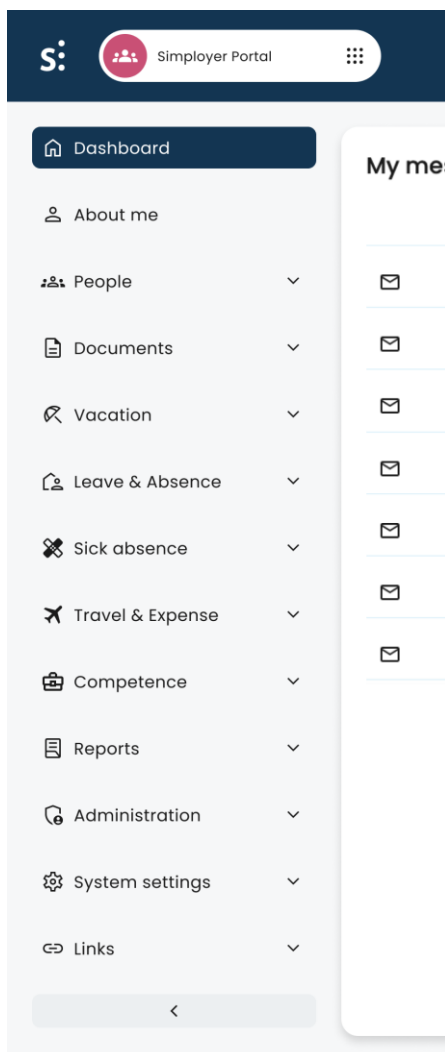 s:
Simployer Portal
Dashboard
My mes
About me
People
Documents
Vacation
Leave & Absence
Sick absence
Travel & Expense
Competence
Reports
Administration
System settings
Links